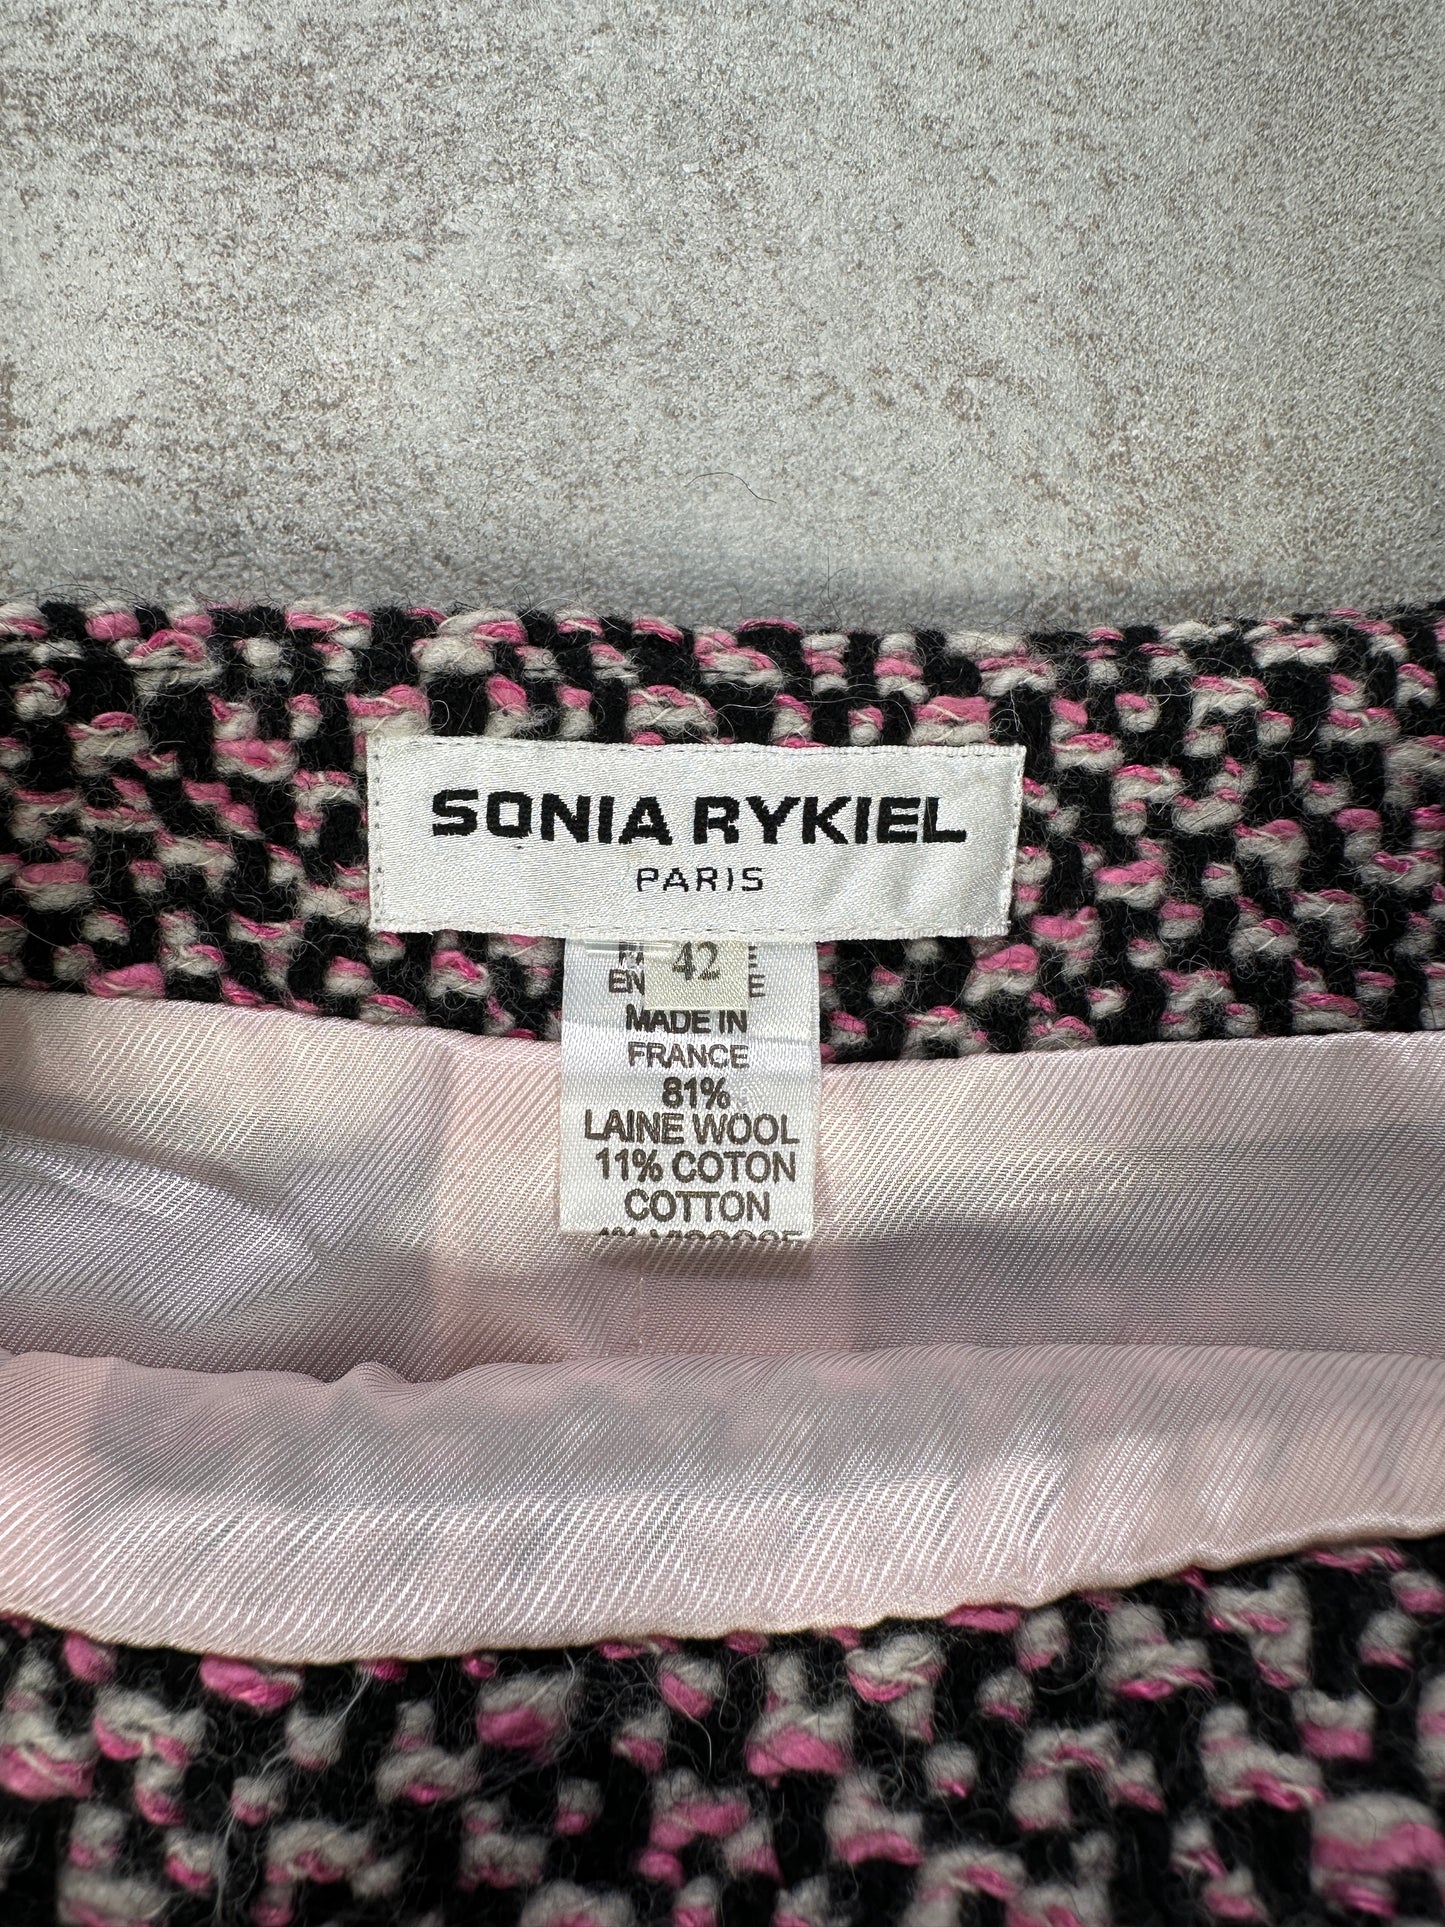 SONIA RYKIEL
PARIS
42
MADE IN
FRANCE
81%
LAINE WOOL
11% COTON
COTTON